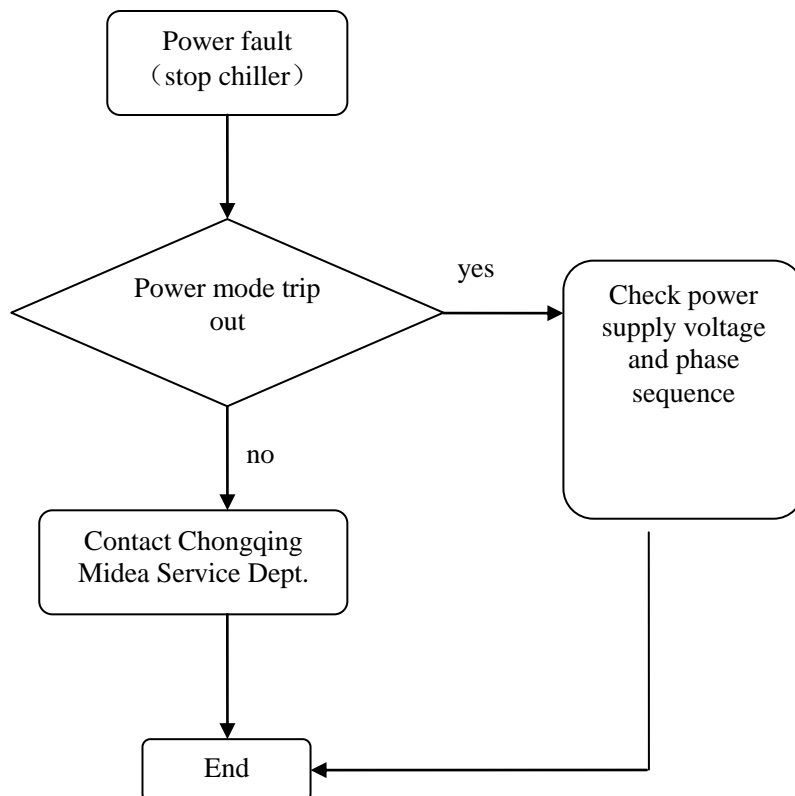 Power fault
（stop chiller）
Power mode trip
out
yes
Check power
supply voltage
and phase
sequence
no
Contact Chongqing
Midea Service Dept.
End